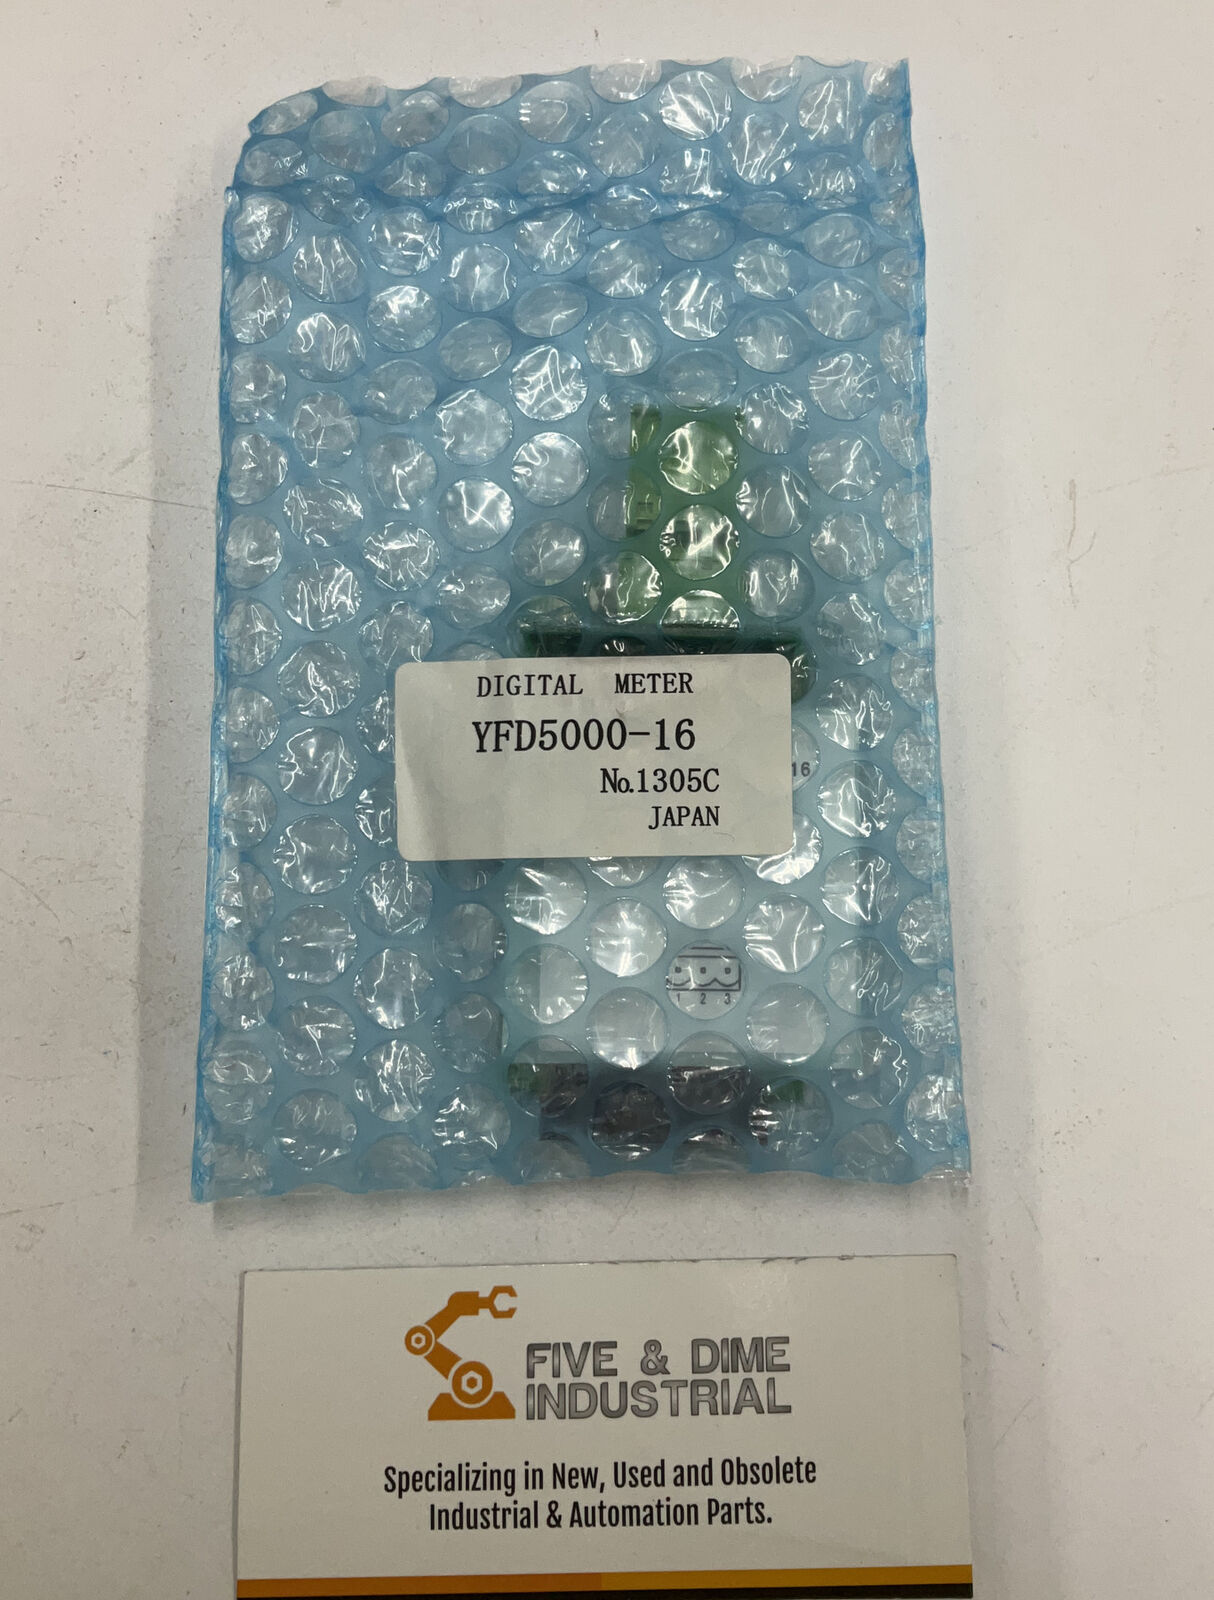 DIGITAL METER
YFD5000-16
No.1305C
JAPAN
16
1 2 3
FIVE & DIME
INDUSTRIAL
Specializing in New, Used and Obsolete
Industrial & Automation Parts.